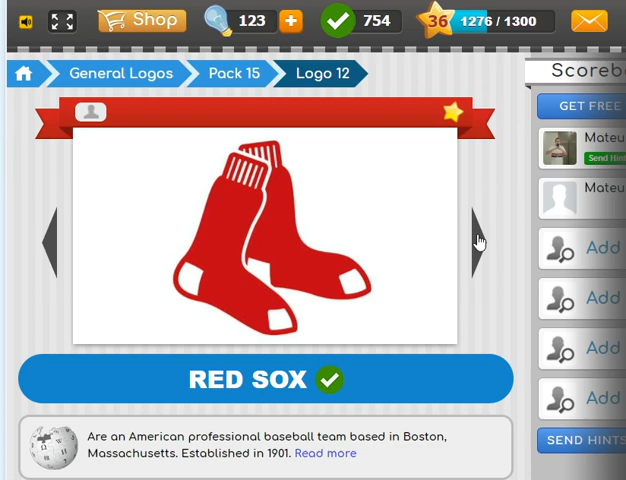 Shop 123 754 36 1276 / 1300
General Logos Pack 15 Logo 12
GET FREE
Mateu
Send Hint
Mateu
Add
Add
Add
Add
RED SOX
Are an American professional baseball team based in Boston,
Massachusetts. Established in 1901. Read more
SEND HINTS